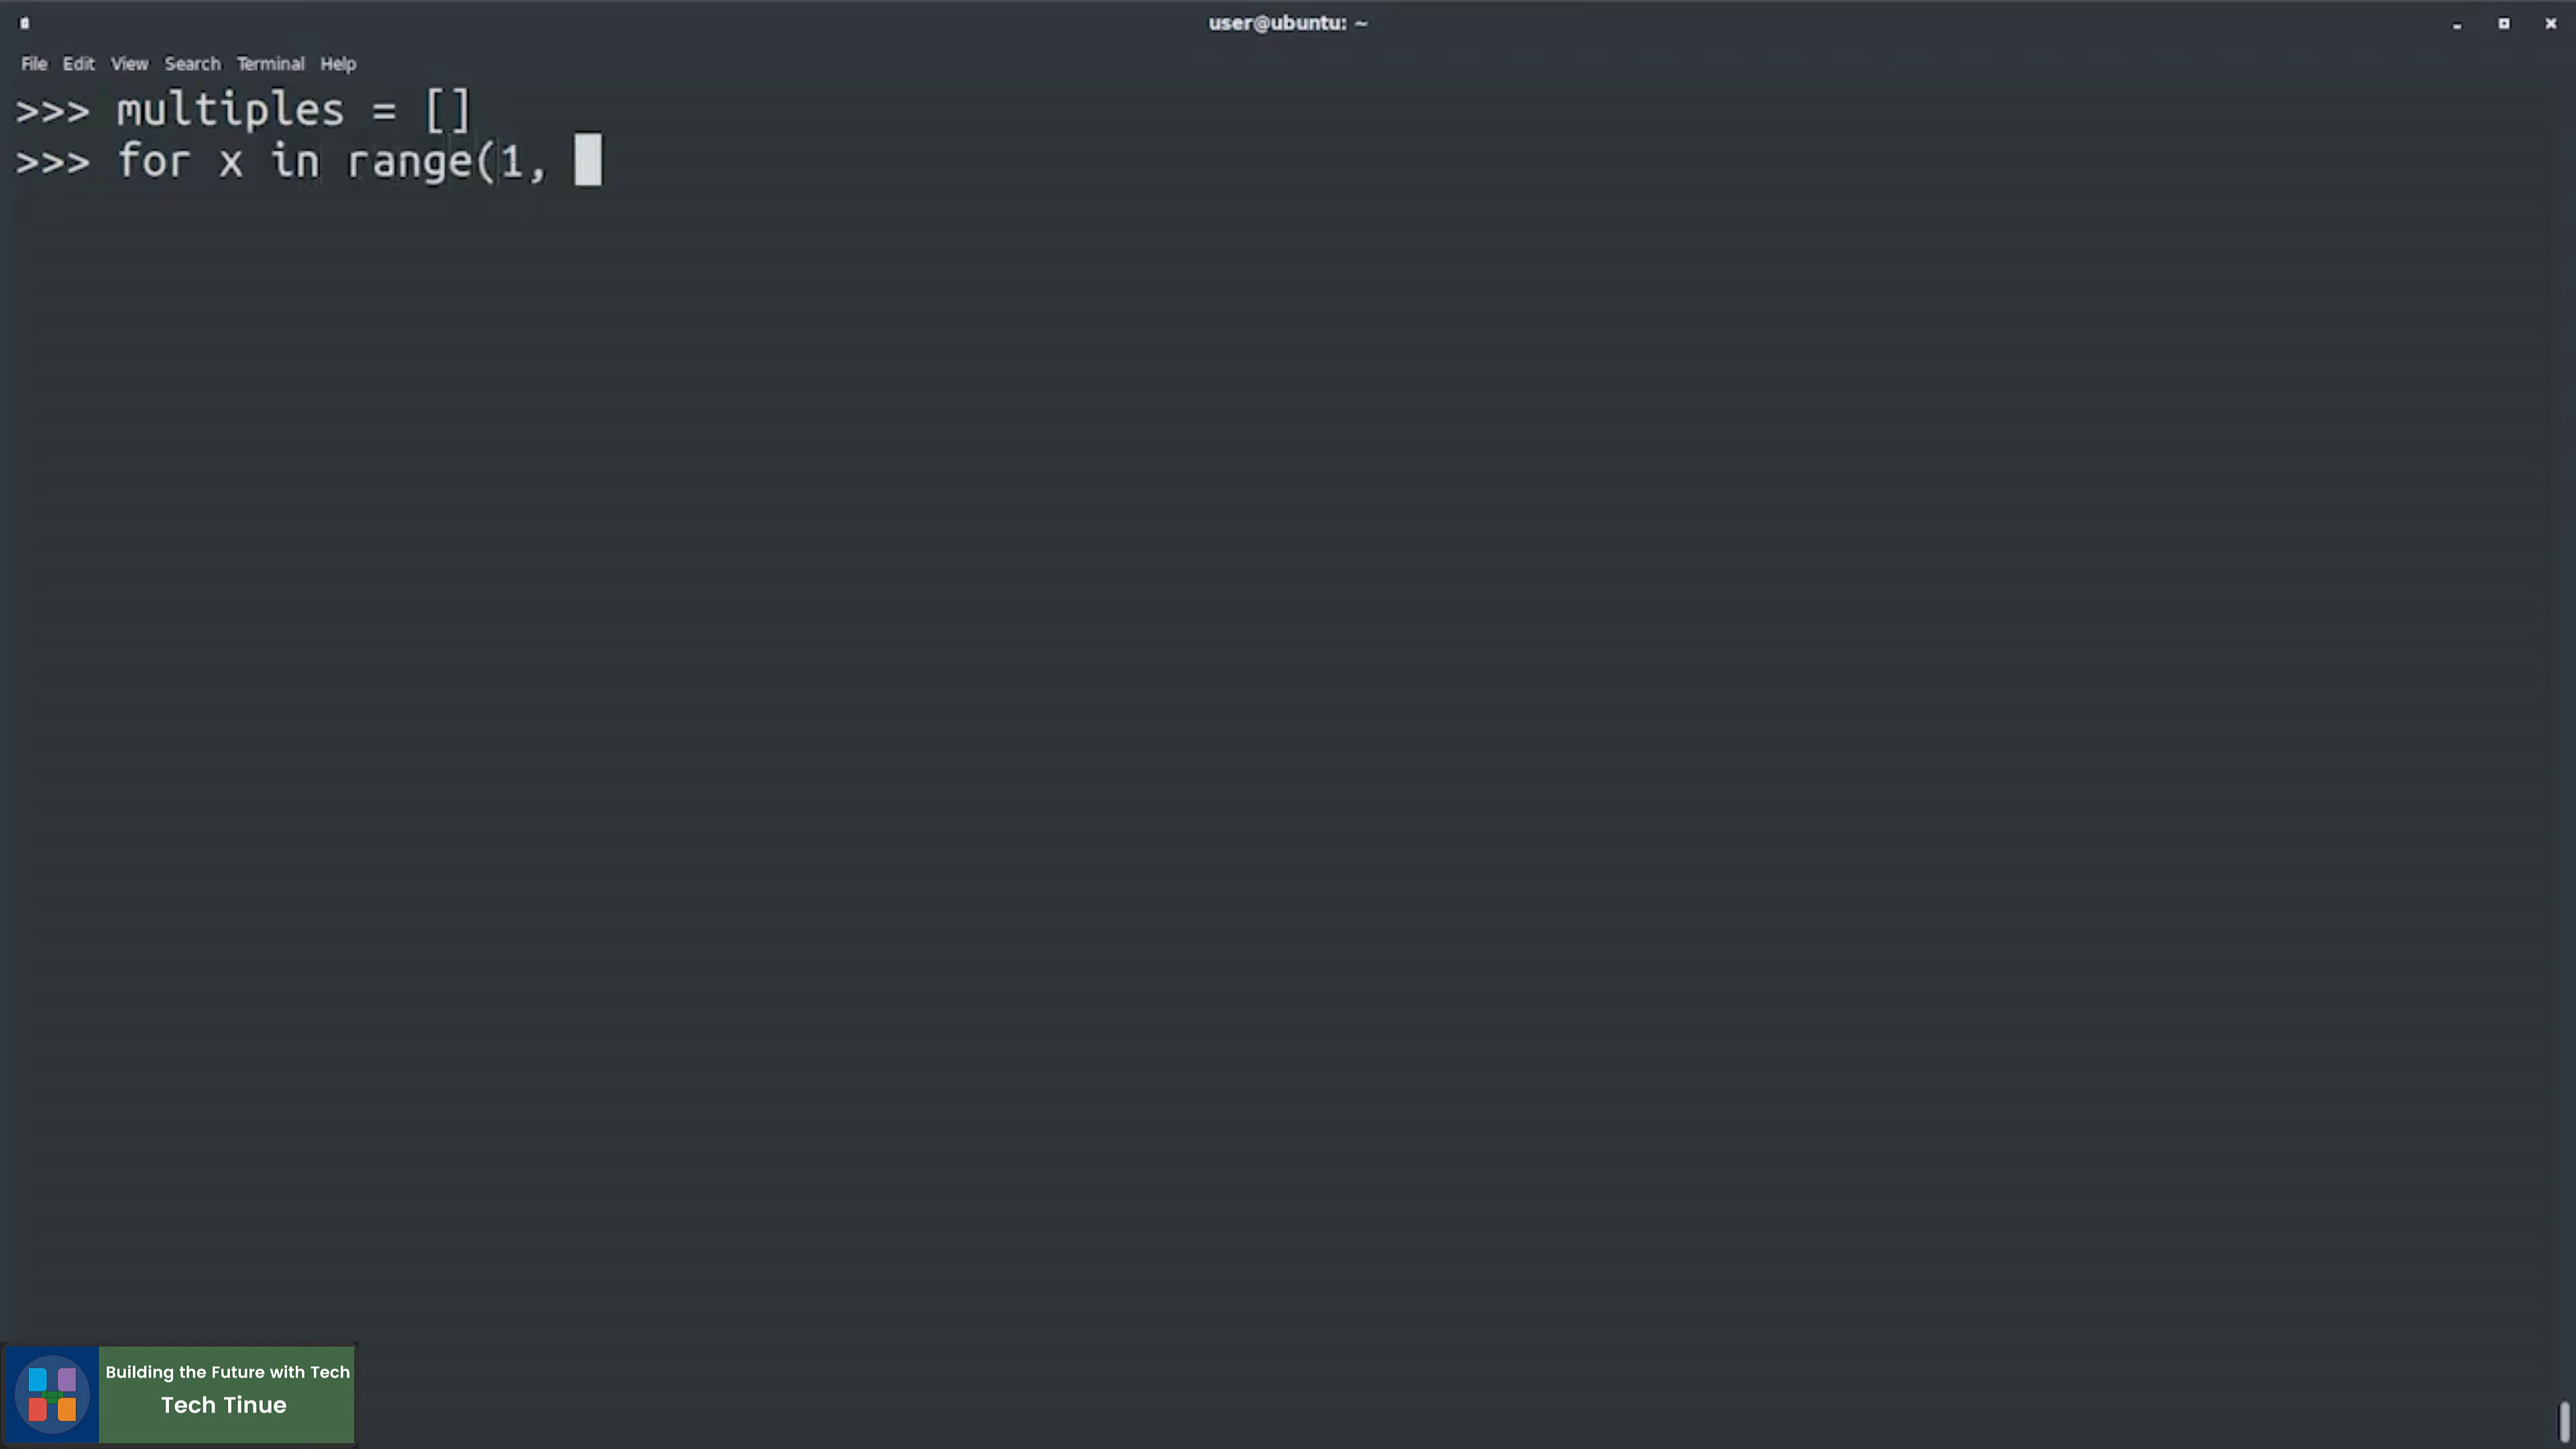 user@ubuntu: ~
File Edit View Search Terminal Help
>>> multiples = []
>>> for x in range(1,
Building the Future with Tech
Tech Tinue